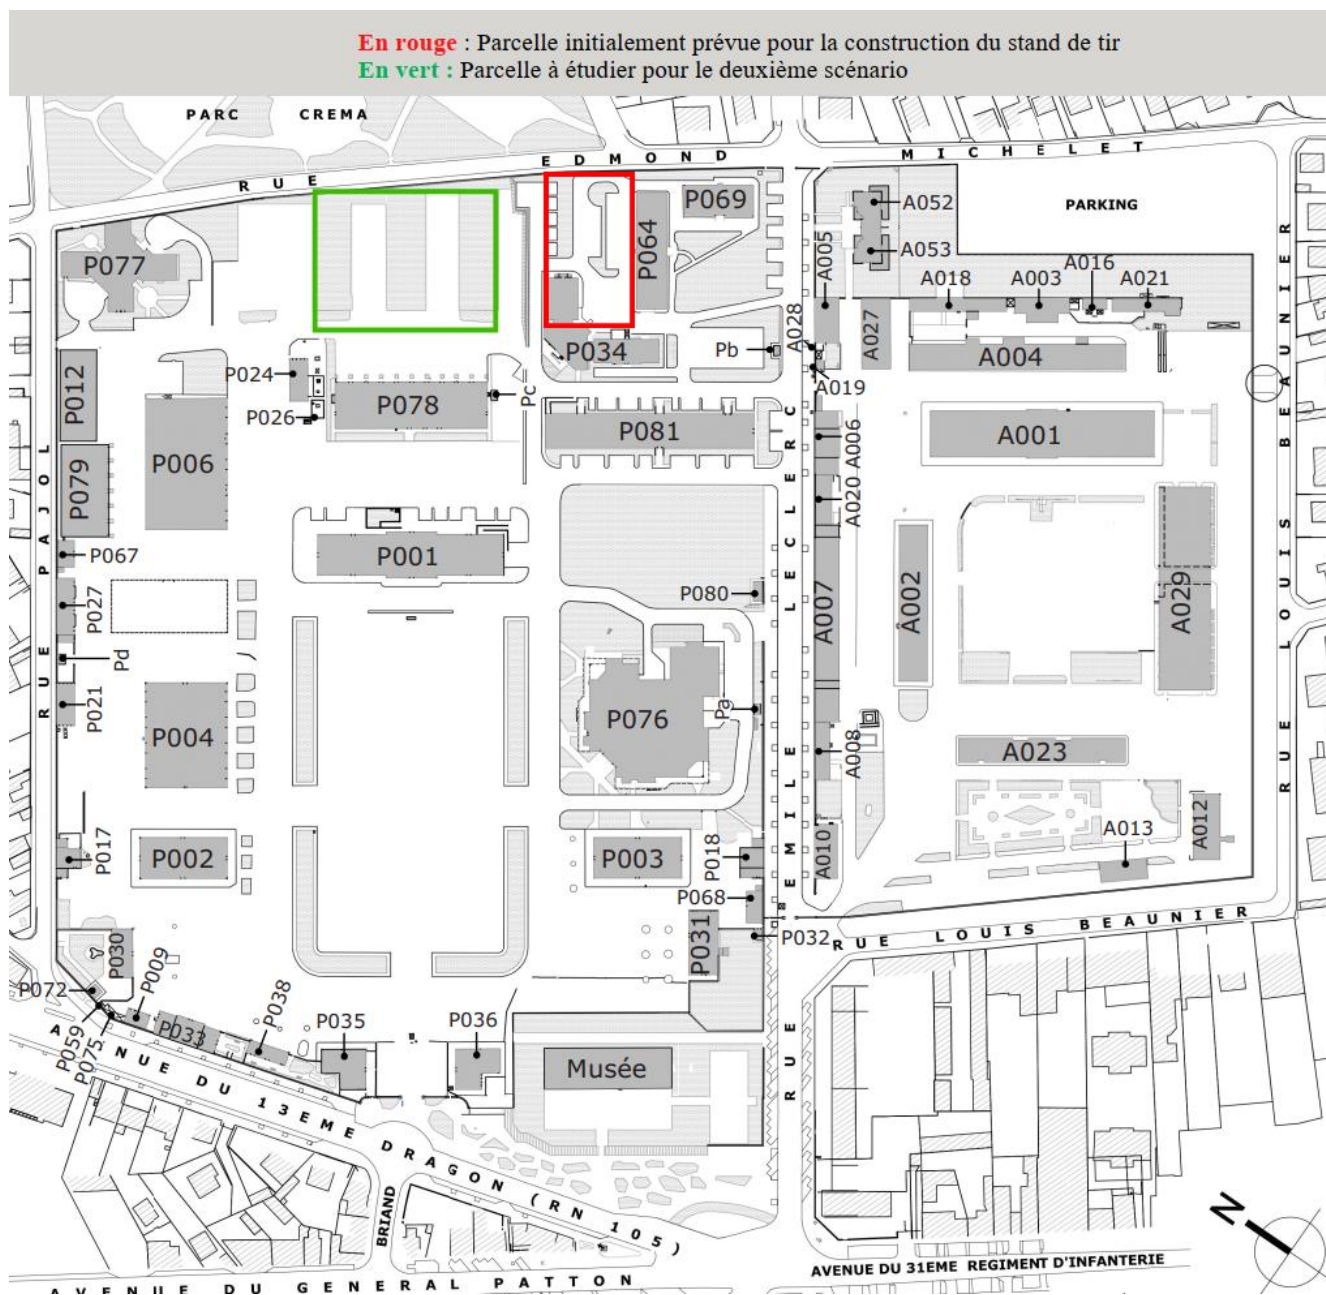 En rouge : Parcelle initialement prévue pour la construction du stand de tir
En vert : Parcelle à étudier pour le deuxième scénario
PARC CREMA
RUE EDMOND MICHELET
PARKING
P077
P064
P069
A005
A052
A053
A018
A003
A016
A021
A027
A028
A019
A004
P034
Pb
P024
P026
P078
Pc
P012
P006
P079
P081
A006
A001
A020
P067
P001
P027
P080
A007
A002
A029
Pd
P021
P004
P076
Pa
A008
A023
P017
P002
P003
P018
A010
A013
A012
P068
P031
P032
P030
P072
P009
P059
P075
P033
P038
P035
P036
Musée
RUE PAJOL
RUE EMILE LECLERC
RUE LOUIS BEAUNIER
RUE LOUIS BEAUNIER
AVENUE DU 13EME DRAGON (RN 105)
BRIAND
AVENUE DU GENERAL PATTON
AVENUE DU 31EME REGIMENT D'INFANTERIE
N